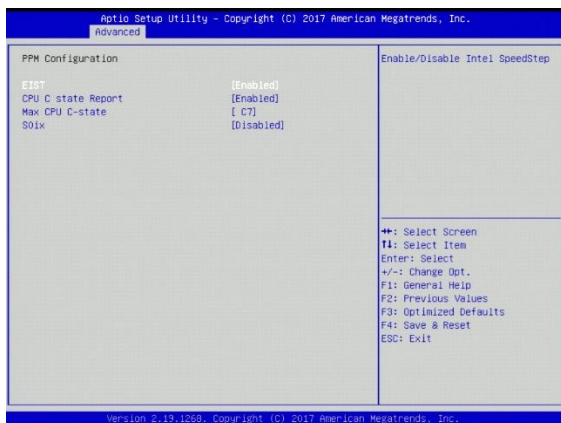 Aptio Setup Utility – Copyright (C) 2017 American Megatrends, Inc.
Advanced
PPM Configuration
EIST [Enabled]
CPU C state Report [Enabled]
Max CPU C-state [ C7]
S0ix [Disabled]
Enable/Disable Intel SpeedStep
→←: Select Screen
↑↓: Select Item
Enter: Select
+/-: Change Opt.
F1: General Help
F2: Previous Values
F3: Optimized Defaults
F4: Save & Reset
ESC: Exit
Version 2.19.1268. Copyright (C) 2017 American Megatrends, Inc.